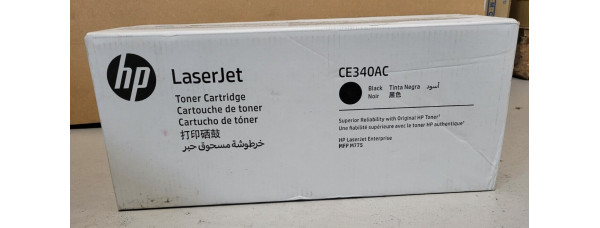 hp
LaserJet
Toner Cartridge
Cartouche de toner
Cartucho de tóner
打印硒鼓
خرطوشة مسحوق حبر
CE340AC
Black Tinta Negra أسود
Noir 黑色
Superior Reliability with Original HP Toner¹
Une fiabilité supérieure avec le toner HP authentique¹
HP LaserJet Enterprise
MFP M775